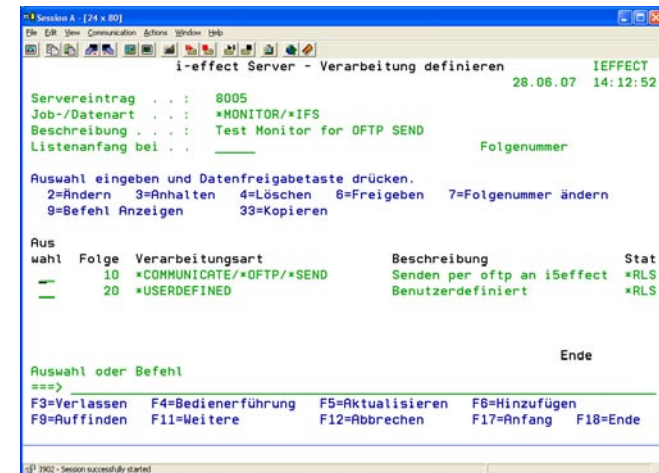 Session A - [24 x 80]
File Edit View Communication Actions Window Help
i-effect Server - Verarbeitung definieren IEFFECT
28.06.07 14:12:52
Servereintrag . . : 8005
Job-/Datenart . . : *MONITOR/*IFS
Beschreibung . . . : Test Monitor for OFTP SEND
Listenanfang bei . . _____ Folgenummer
Auswahl eingeben und Datenfreigabetaste drücken.
2=Ändern 3=Anhalten 4=Löschen 6=Freigeben 7=Folgenummer ändern
9=Befehl Anzeigen 33=Kopieren
Aus
wahl Folge Verarbeitungsart Beschreibung Stat
10 *COMMUNICATE/*OFTP/*SEND Senden per oftp an i5effect *RLS
20 *USERDEFINED Benutzerdefiniert *RLS
Ende
Auswahl oder Befehl
===>
F3=Verlassen F4=Bedienerführung F5=Aktualisieren F6=Hinzufügen
F9=Auffinden F11=Weitere F12=Abbrechen F17=Anfang F18=Ende
I902 - Session successfully started